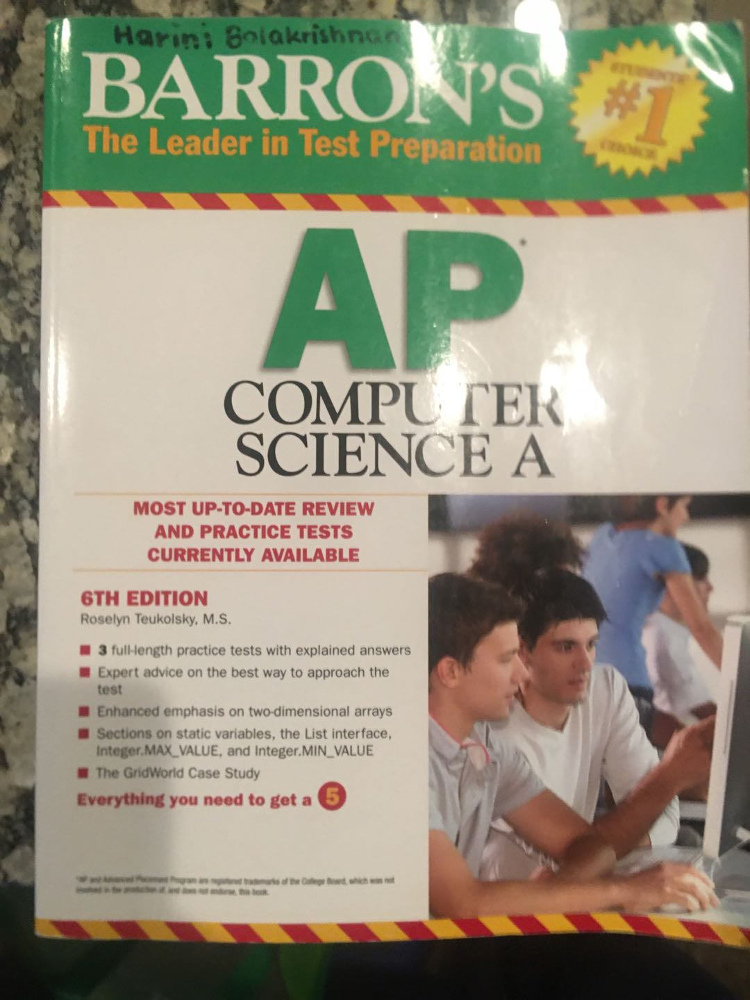 Harini Balakrishnan
BARRON'S
The Leader in Test Preparation
STUDENTS'
#1
CHOICE
AP*
COMPUTER
SCIENCE A
MOST UP-TO-DATE REVIEW
AND PRACTICE TESTS
CURRENTLY AVAILABLE
6TH EDITION
Roselyn Teukolsky, M.S.
3 full-length practice tests with explained answers
Expert advice on the best way to approach the
test
Enhanced emphasis on two-dimensional arrays
Sections on static variables, the List interface,
Integer.MAX_VALUE, and Integer.MIN_VALUE
The GridWorld Case Study
Everything you need to get a 5
*AP and Advanced Placement Program are registered trademarks of the College Board, which was not
involved in the production of, and does not endorse, this book.